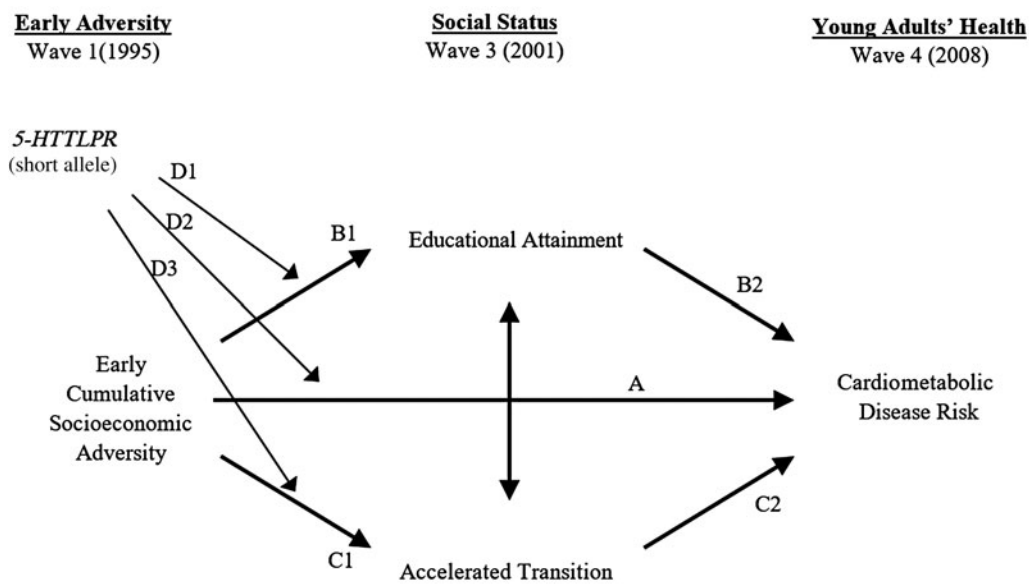 Early Adversity
Wave 1(1995)
Social Status
Wave 3 (2001)
Young Adults' Health
Wave 4 (2008)
5-HTTLPR
(short allele)
D1
D2
D3
B1
Educational Attainment
B2
Early
Cumulative
Socioeconomic
Adversity
A
Cardiometabolic
Disease Risk
C1
C2
Accelerated Transition